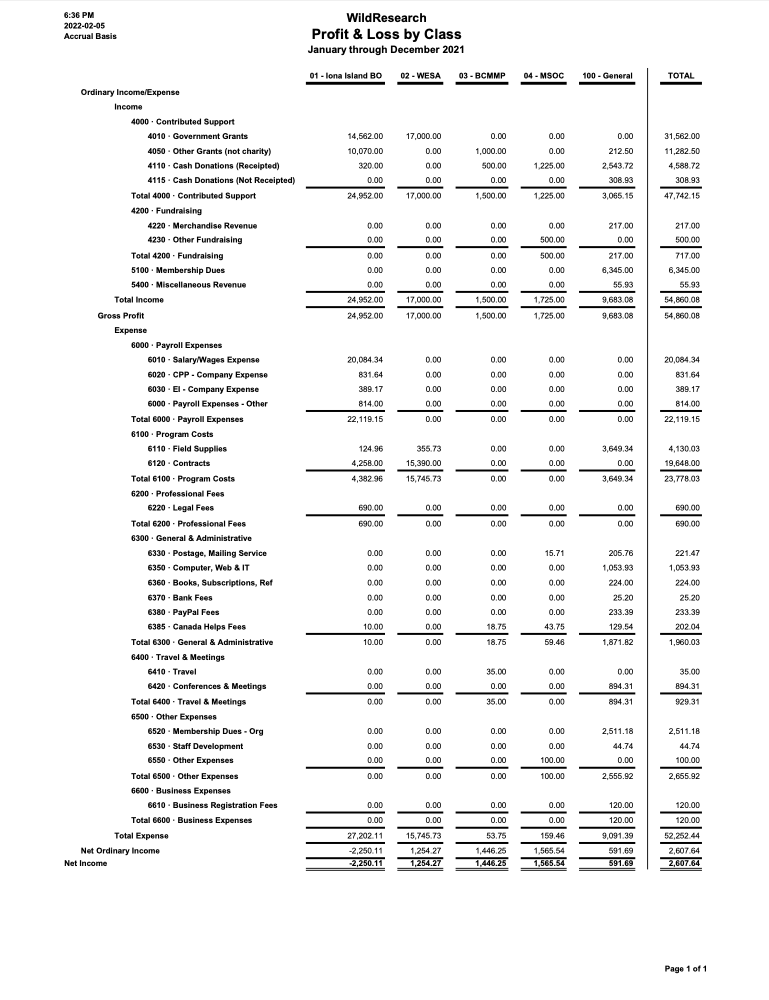 6:36 PM
2022-02-05
Accrual Basis
WildResearch
Profit & Loss by Class
January through December 2021
01 - Iona Island BO 02 - WESA 03 - BCMMP 04 - MSOC 100 - General TOTAL
Ordinary Income/Expense
Income
4000 · Contributed Support
4010 · Government Grants 14,562.00 17,000.00 0.00 0.00 0.00 31,562.00
4050 · Other Grants (not charity) 10,070.00 0.00 1,000.00 0.00 212.50 11,282.50
4110 · Cash Donations (Receipted) 320.00 0.00 500.00 1,225.00 2,543.72 4,588.72
4115 · Cash Donations (Not Receipted) 0.00 0.00 0.00 0.00 308.93 308.93
Total 4000 · Contributed Support 24,952.00 17,000.00 1,500.00 1,225.00 3,065.15 47,742.15
4200 · Fundraising
4220 · Merchandise Revenue 0.00 0.00 0.00 0.00 217.00 217.00
4230 · Other Fundraising 0.00 0.00 0.00 500.00 0.00 500.00
Total 4200 · Fundraising 0.00 0.00 0.00 500.00 217.00 717.00
5100 · Membership Dues 0.00 0.00 0.00 0.00 6,345.00 6,345.00
5400 · Miscellaneous Revenue 0.00 0.00 0.00 0.00 55.93 55.93
Total Income 24,952.00 17,000.00 1,500.00 1,725.00 9,683.08 54,860.08
Gross Profit 24,952.00 17,000.00 1,500.00 1,725.00 9,683.08 54,860.08
Expense
6000 · Payroll Expenses
6010 · Salary/Wages Expense 20,084.34 0.00 0.00 0.00 0.00 20,084.34
6020 · CPP - Company Expense 831.64 0.00 0.00 0.00 0.00 831.64
6030 · EI - Company Expense 389.17 0.00 0.00 0.00 0.00 389.17
6000 · Payroll Expenses - Other 814.00 0.00 0.00 0.00 0.00 814.00
Total 6000 · Payroll Expenses 22,119.15 0.00 0.00 0.00 0.00 22,119.15
6100 · Program Costs
6110 · Field Supplies 124.96 355.73 0.00 0.00 3,649.34 4,130.03
6120 · Contracts 4,258.00 15,390.00 0.00 0.00 0.00 19,648.00
Total 6100 · Program Costs 4,382.96 15,745.73 0.00 0.00 3,649.34 23,778.03
6200 · Professional Fees
6220 · Legal Fees 690.00 0.00 0.00 0.00 0.00 690.00
Total 6200 · Professional Fees 690.00 0.00 0.00 0.00 0.00 690.00
6300 · General & Administrative
6330 · Postage, Mailing Service 0.00 0.00 0.00 15.71 205.76 221.47
6350 · Computer, Web & IT 0.00 0.00 0.00 0.00 1,053.93 1,053.93
6360 · Books, Subscriptions, Ref 0.00 0.00 0.00 0.00 224.00 224.00
6370 · Bank Fees 0.00 0.00 0.00 0.00 25.20 25.20
6380 · PayPal Fees 0.00 0.00 0.00 0.00 233.39 233.39
6385 · Canada Helps Fees 10.00 0.00 18.75 43.75 129.54 202.04
Total 6300 · General & Administrative 10.00 0.00 18.75 59.46 1,871.82 1,960.03
6400 · Travel & Meetings
6410 · Travel 0.00 0.00 35.00 0.00 0.00 35.00
6420 · Conferences & Meetings 0.00 0.00 0.00 0.00 894.31 894.31
Total 6400 · Travel & Meetings 0.00 0.00 35.00 0.00 894.31 929.31
6500 · Other Expenses
6520 · Membership Dues - Org 0.00 0.00 0.00 0.00 2,511.18 2,511.18
6530 · Staff Development 0.00 0.00 0.00 0.00 44.74 44.74
6550 · Other Expenses 0.00 0.00 0.00 100.00 0.00 100.00
Total 6500 · Other Expenses 0.00 0.00 0.00 100.00 2,555.92 2,655.92
6600 · Business Expenses
6610 · Business Registration Fees 0.00 0.00 0.00 0.00 120.00 120.00
Total 6600 · Business Expenses 0.00 0.00 0.00 0.00 120.00 120.00
Total Expense 27,202.11 15,745.73 53.75 159.46 9,091.39 52,252.44
Net Ordinary Income -2,250.11 1,254.27 1,446.25 1,565.54 591.69 2,607.64
Net Income -2,250.11 1,254.27 1,446.25 1,565.54 591.69 2,607.64
Page 1 of 1